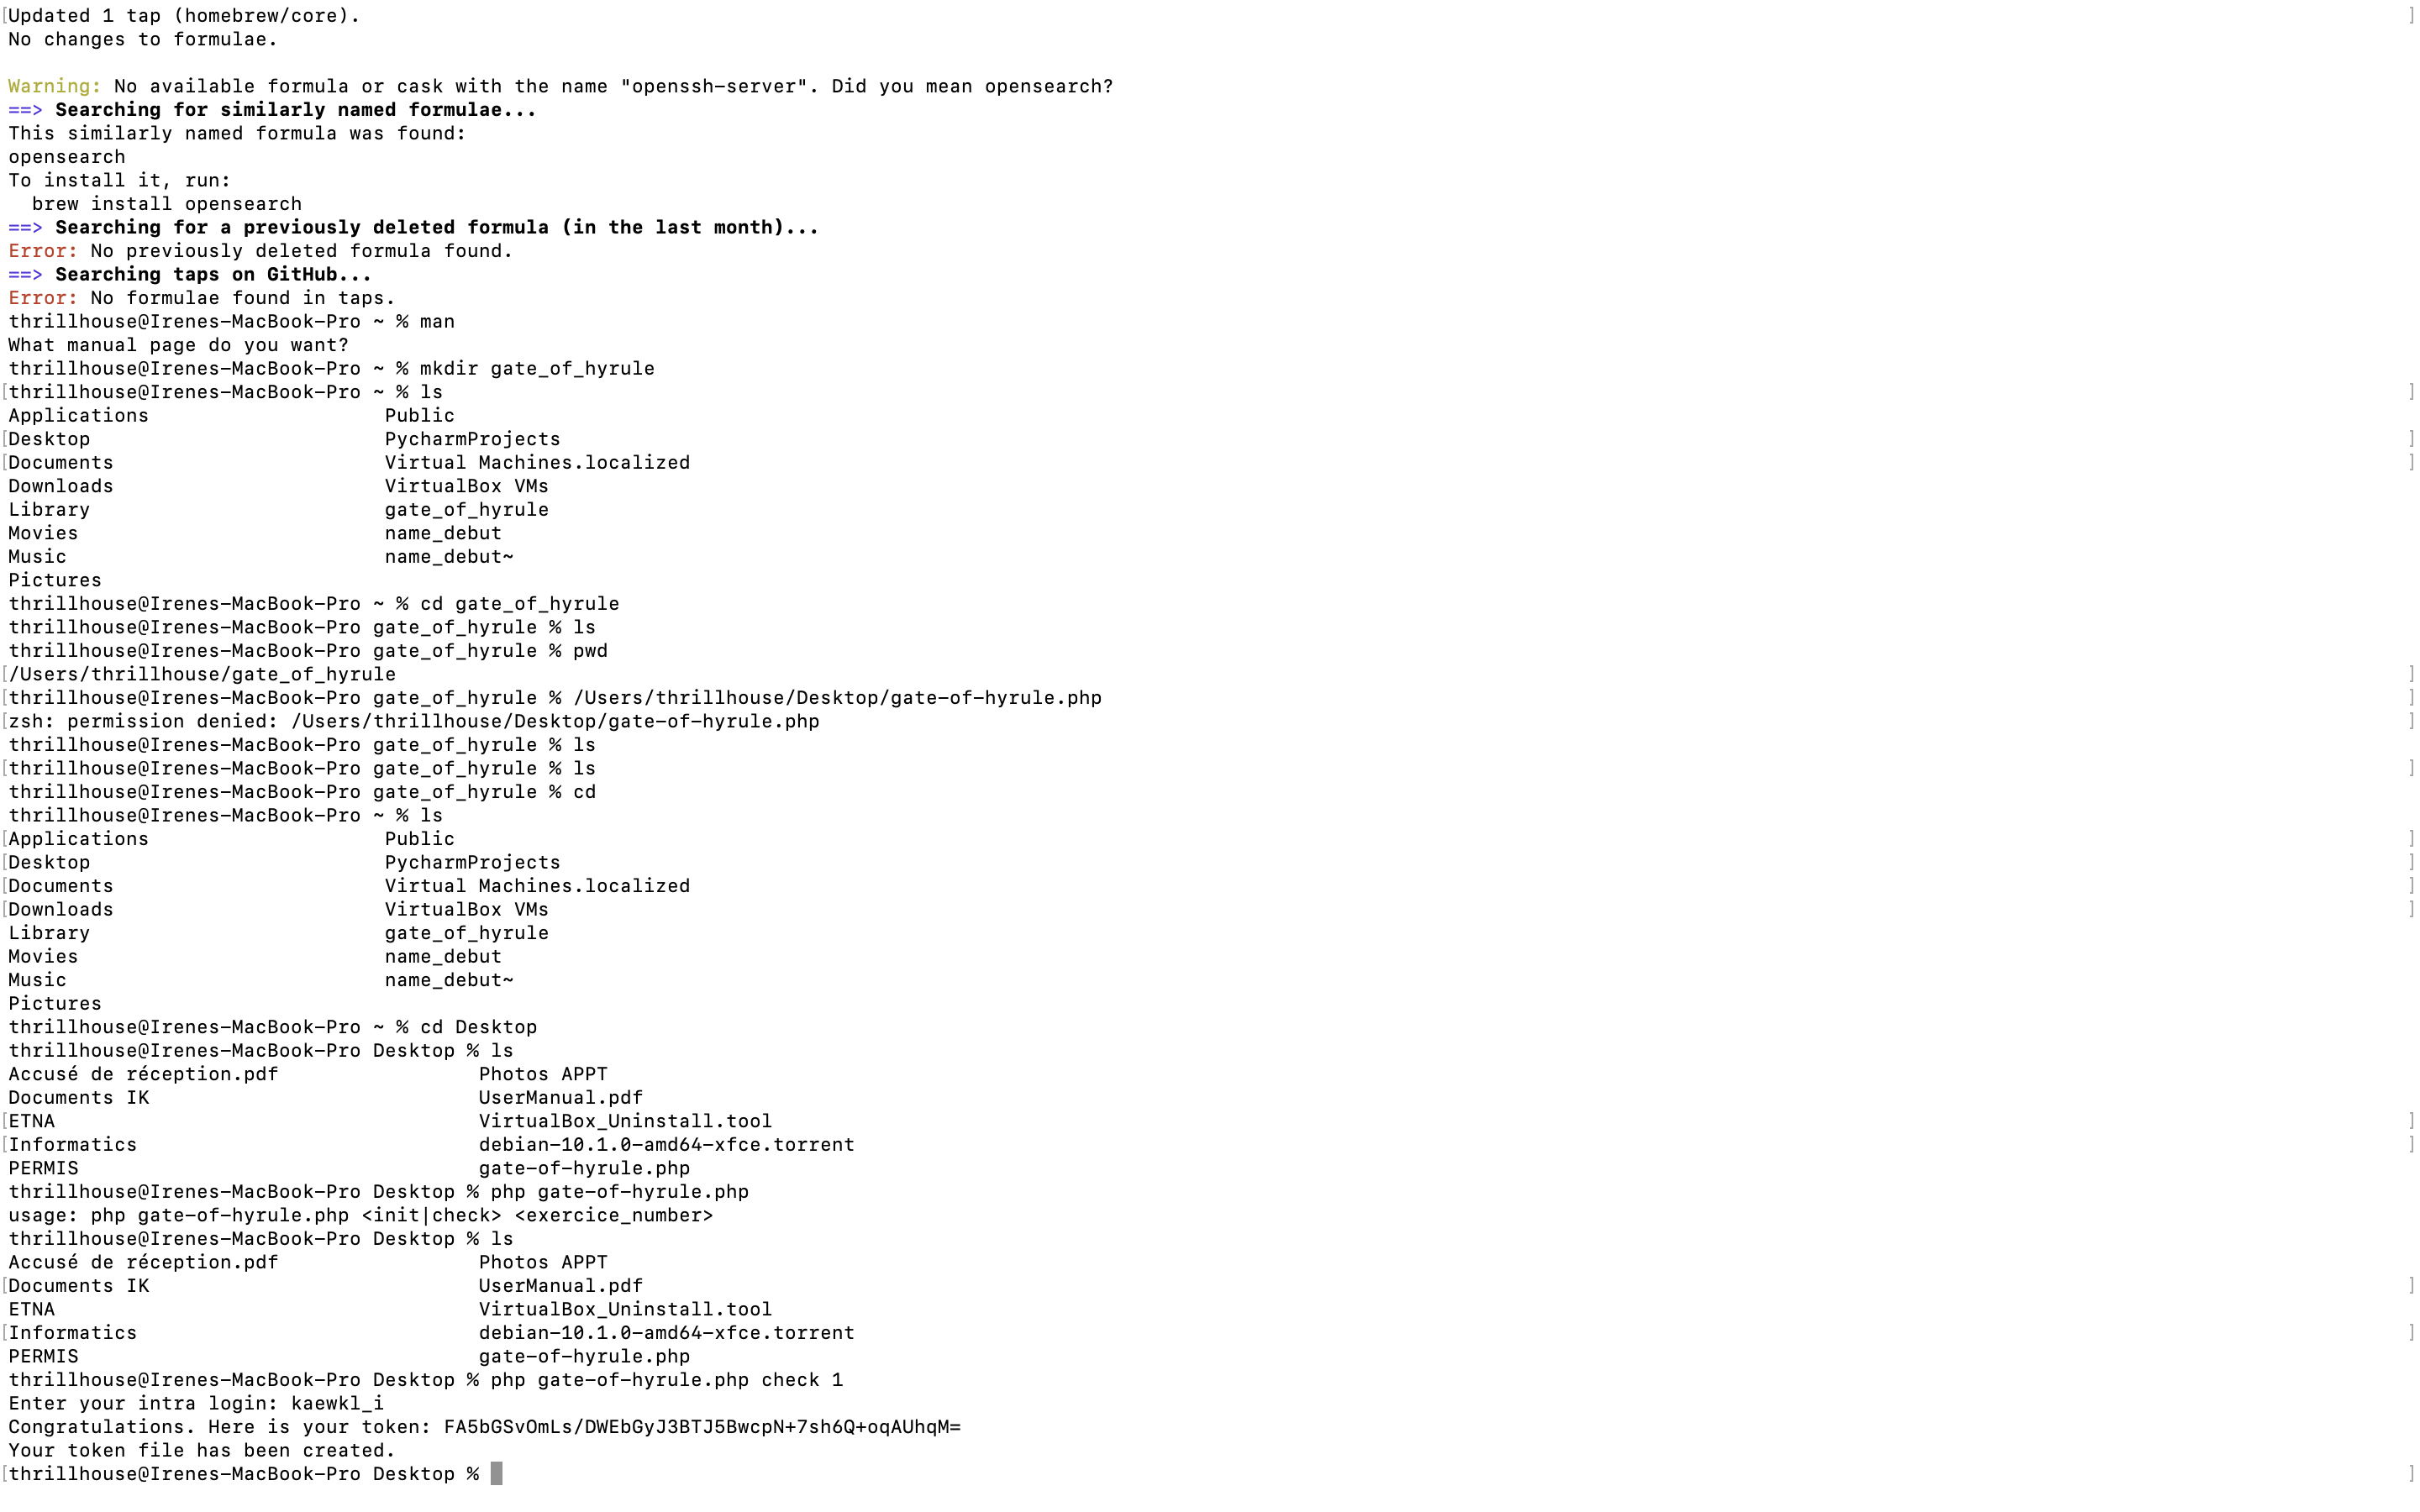 [Updated 1 tap (homebrew/core). ]
No changes to formulae.
Warning: No available formula or cask with the name "openssh-server". Did you mean opensearch?
==> Searching for similarly named formulae...
This similarly named formula was found:
opensearch
To install it, run:
  brew install opensearch
==> Searching for a previously deleted formula (in the last month)...
Error: No previously deleted formula found.
==> Searching taps on GitHub...
Error: No formulae found in taps.
thrillhouse@Irenes-MacBook-Pro ~ % man
What manual page do you want?
thrillhouse@Irenes-MacBook-Pro ~ % mkdir gate_of_hyrule
[thrillhouse@Irenes-MacBook-Pro ~ % ls ]
Applications Public
[Desktop PycharmProjects ]
[Documents Virtual Machines.localized ]
Downloads VirtualBox VMs
Library gate_of_hyrule
Movies name_debut
Music name_debut~
Pictures
thrillhouse@Irenes-MacBook-Pro ~ % cd gate_of_hyrule
thrillhouse@Irenes-MacBook-Pro gate_of_hyrule % ls
thrillhouse@Irenes-MacBook-Pro gate_of_hyrule % pwd
[/Users/thrillhouse/gate_of_hyrule ]
[thrillhouse@Irenes-MacBook-Pro gate_of_hyrule % /Users/thrillhouse/Desktop/gate-of-hyrule.php ]
[zsh: permission denied: /Users/thrillhouse/Desktop/gate-of-hyrule.php ]
thrillhouse@Irenes-MacBook-Pro gate_of_hyrule % ls
[thrillhouse@Irenes-MacBook-Pro gate_of_hyrule % ls ]
thrillhouse@Irenes-MacBook-Pro gate_of_hyrule % cd
thrillhouse@Irenes-MacBook-Pro ~ % ls
[Applications Public ]
[Desktop PycharmProjects ]
[Documents Virtual Machines.localized ]
[Downloads VirtualBox VMs ]
Library gate_of_hyrule
Movies name_debut
Music name_debut~
Pictures
thrillhouse@Irenes-MacBook-Pro ~ % cd Desktop
thrillhouse@Irenes-MacBook-Pro Desktop % ls
Accusé de réception.pdf Photos APPT
Documents IK UserManual.pdf
[ETNA VirtualBox_Uninstall.tool ]
[Informatics debian-10.1.0-amd64-xfce.torrent ]
PERMIS gate-of-hyrule.php
thrillhouse@Irenes-MacBook-Pro Desktop % php gate-of-hyrule.php
usage: php gate-of-hyrule.php <init|check> <exercice_number>
thrillhouse@Irenes-MacBook-Pro Desktop % ls
Accusé de réception.pdf Photos APPT
[Documents IK UserManual.pdf ]
ETNA VirtualBox_Uninstall.tool
[Informatics debian-10.1.0-amd64-xfce.torrent ]
PERMIS gate-of-hyrule.php
thrillhouse@Irenes-MacBook-Pro Desktop % php gate-of-hyrule.php check 1
Enter your intra login: kaewkl_i
Congratulations. Here is your token: FA5bGSvOmLs/DWEbGyJ3BTJ5BwcpN+7sh6Q+oqAUhqM=
Your token file has been created.
[thrillhouse@Irenes-MacBook-Pro Desktop % ]